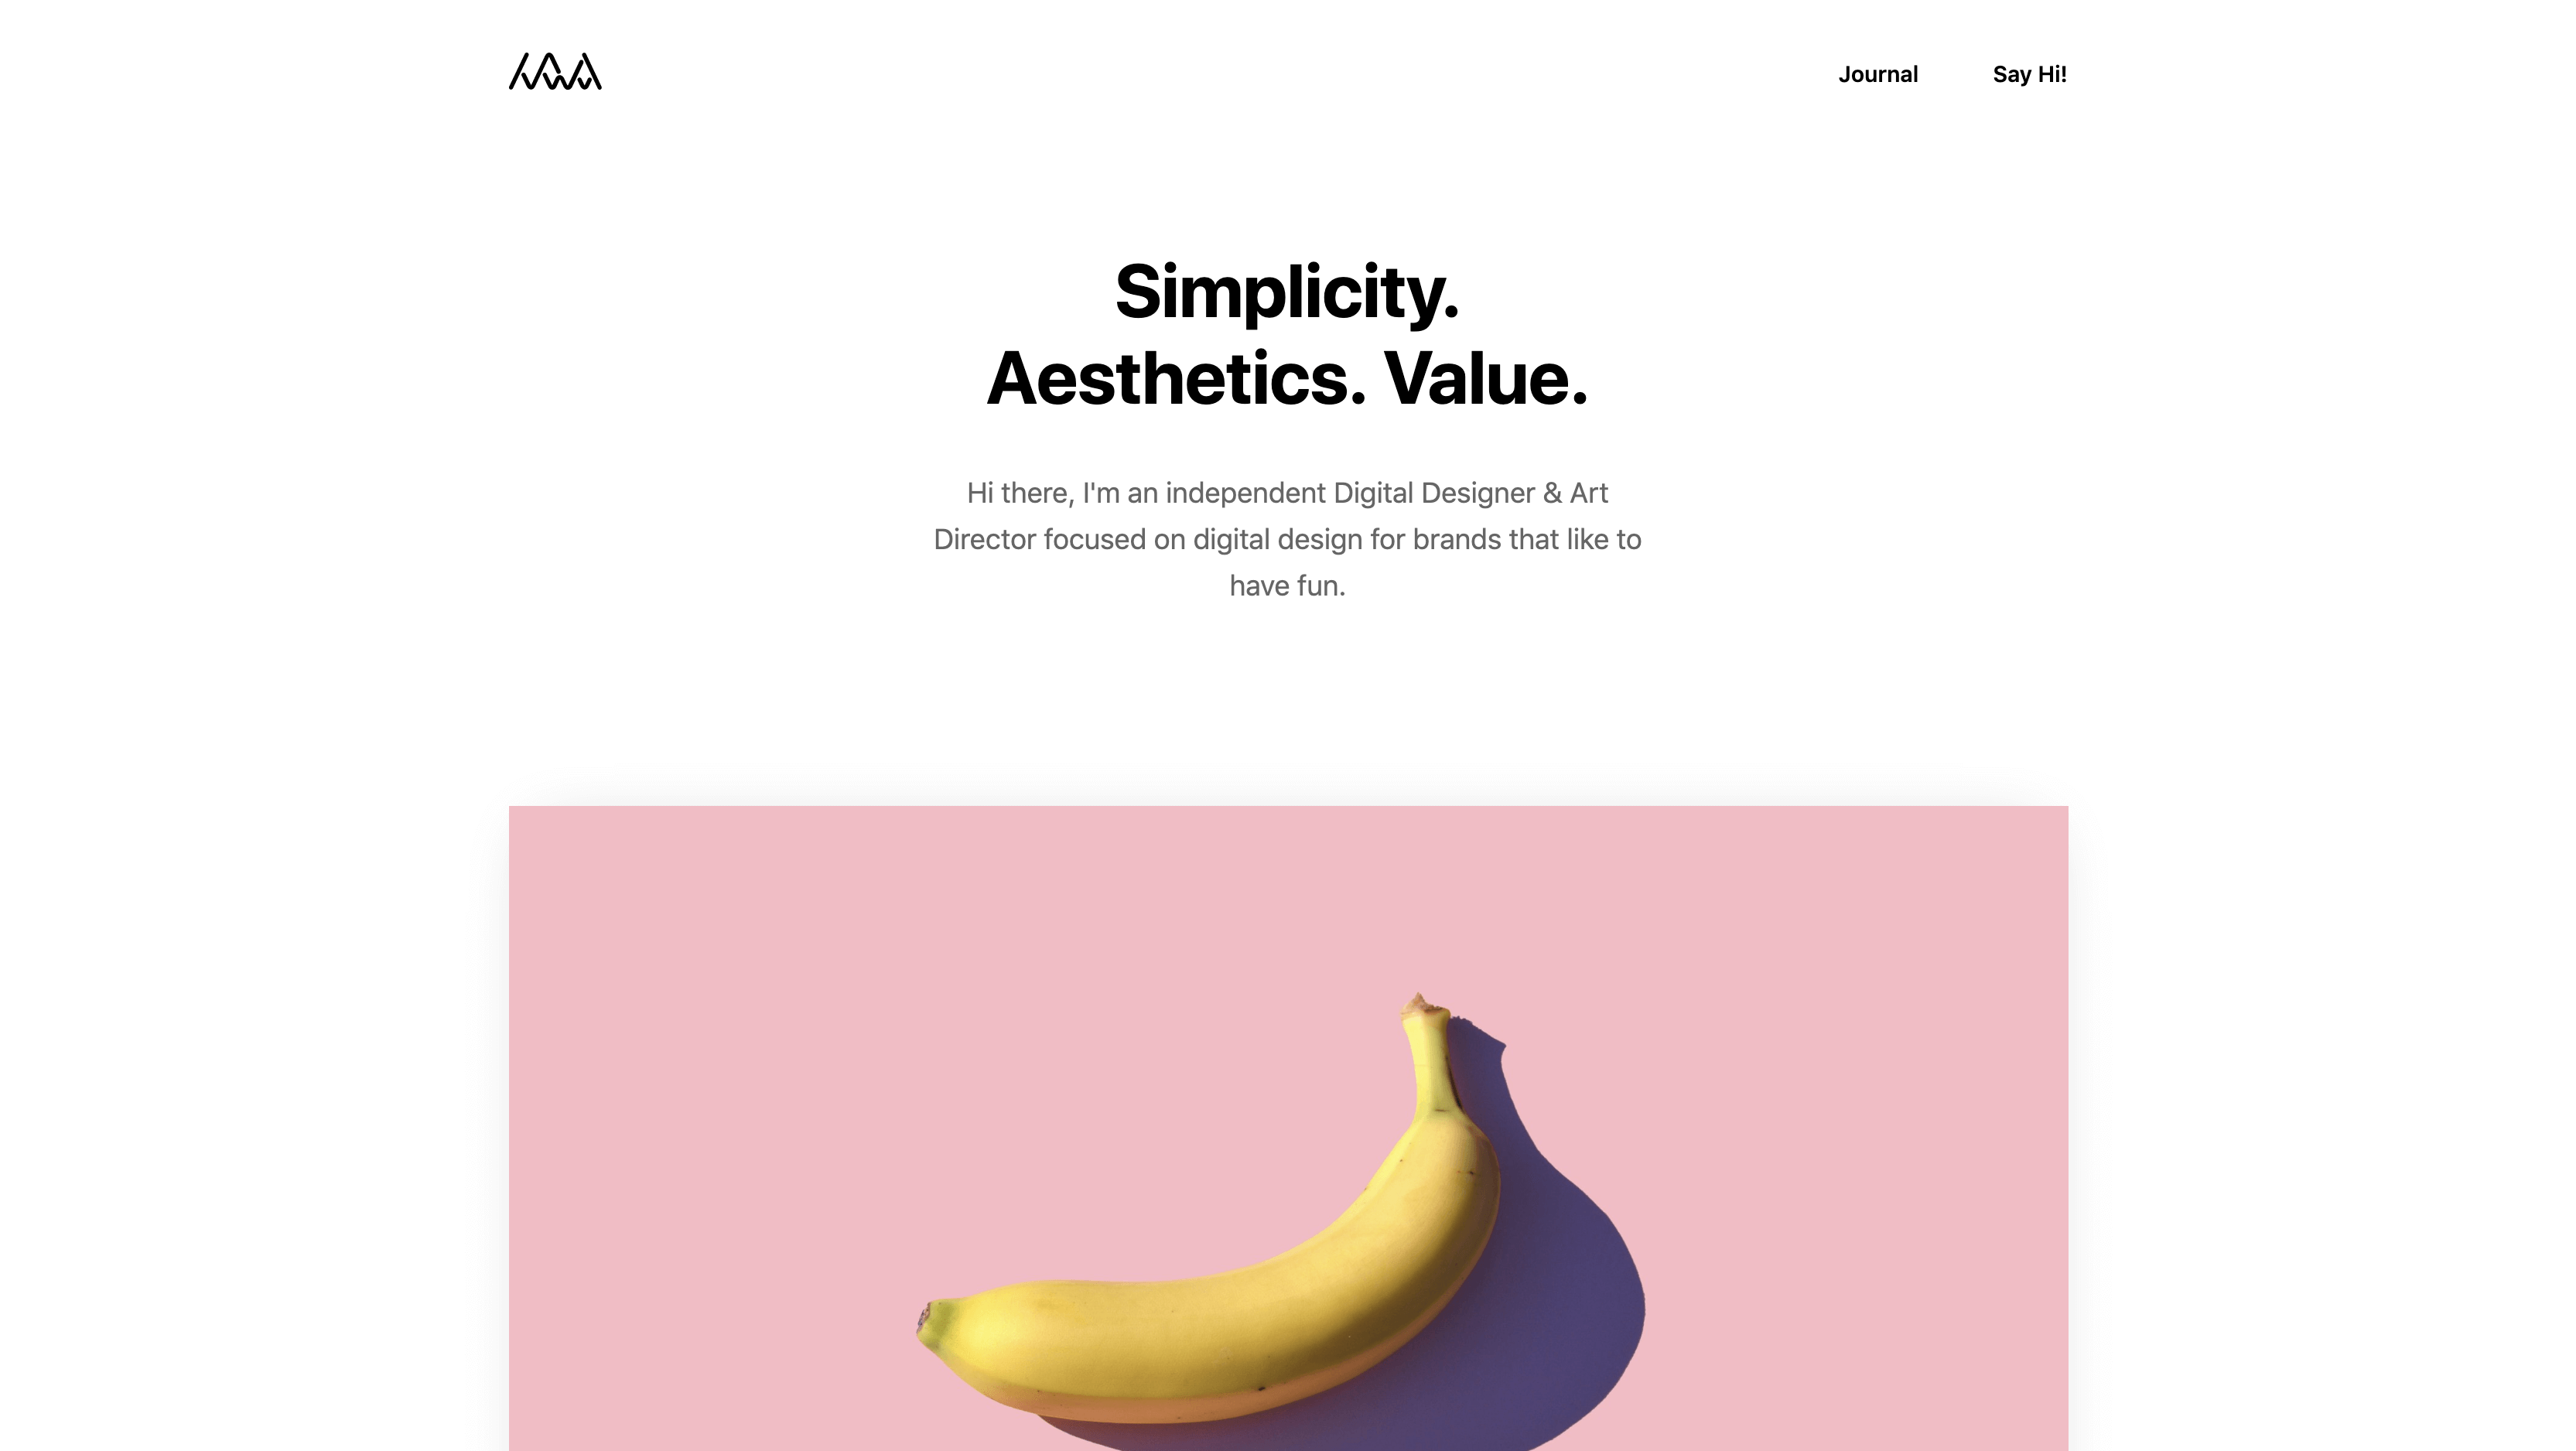 Journal Say Hi!
Simplicity.
Aesthetics. Value.
Hi there, I'm an independent Digital Designer & Art
Director focused on digital design for brands that like to
have fun.